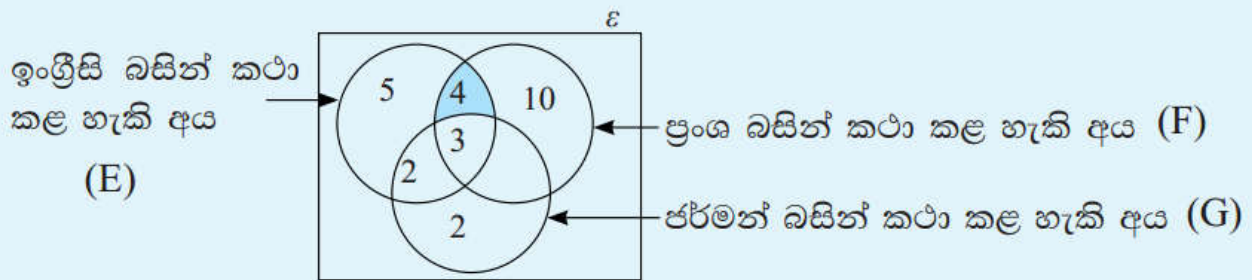 ε
ඉංග්‍රීසි බසින් කථා
කළ හැකි අය
(E)
5
4
10
3
2
2
ප්‍රංශ බසින් කථා කළ හැකි අය (F)
ජර්මන් බසින් කථා කළ හැකි අය (G)